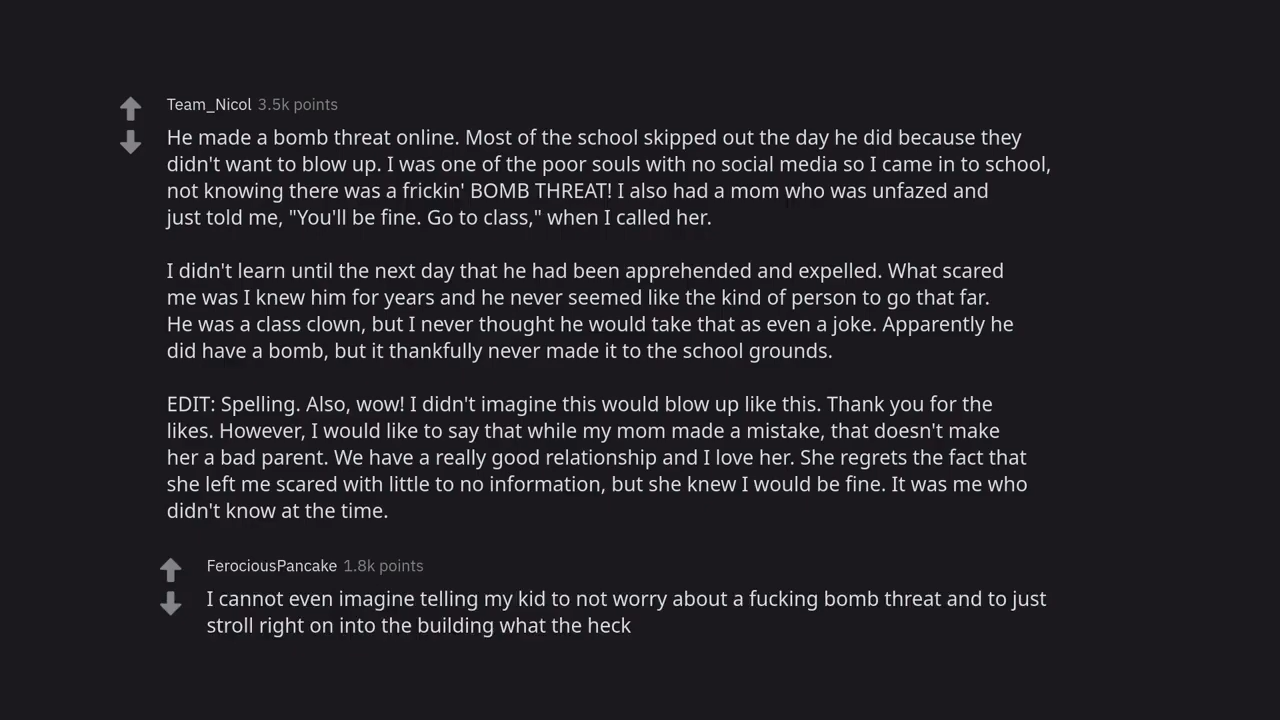 Team_Nicol 3.5k points
He made a bomb threat online. Most of the school skipped out the day he did because they
didn't want to blow up. I was one of the poor souls with no social media so I came in to school,
not knowing there was a frickin' BOMB THREAT! I also had a mom who was unfazed and
just told me, "You'll be fine. Go to class," when I called her.
I didn't learn until the next day that he had been apprehended and expelled. What scared
me was I knew him for years and he never seemed like the kind of person to go that far.
He was a class clown, but I never thought he would take that as even a joke. Apparently he
did have a bomb, but it thankfully never made it to the school grounds.
EDIT: Spelling. Also, wow! I didn't imagine this would blow up like this. Thank you for the
likes. However, I would like to say that while my mom made a mistake, that doesn't make
her a bad parent. We have a really good relationship and I love her. She regrets the fact that
she left me scared with little to no information, but she knew I would be fine. It was me who
didn't know at the time.
FerociousPancake 1.8k points
I cannot even imagine telling my kid to not worry about a fucking bomb threat and to just
stroll right on into the building what the heck